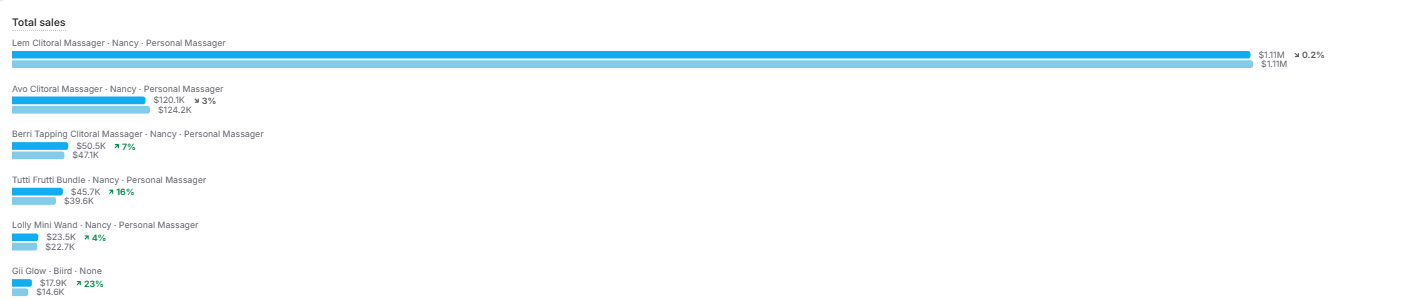 Total sales
Lem Clitoral Massager · Nancy · Personal Massager
$1.11M ↘ 0.2%
$1.11M
Avo Clitoral Massager · Nancy · Personal Massager
$120.1K ↘ 3%
$124.2K
Berri Tapping Clitoral Massager · Nancy · Personal Massager
$50.5K ↗ 7%
$47.1K
Tutti Frutti Bundle · Nancy · Personal Massager
$45.7K ↗ 16%
$39.6K
Lolly Mini Wand · Nancy · Personal Massager
$23.5K ↗ 4%
$22.7K
Gii Glow · Biird · None
$17.9K ↗ 23%
$14.6K